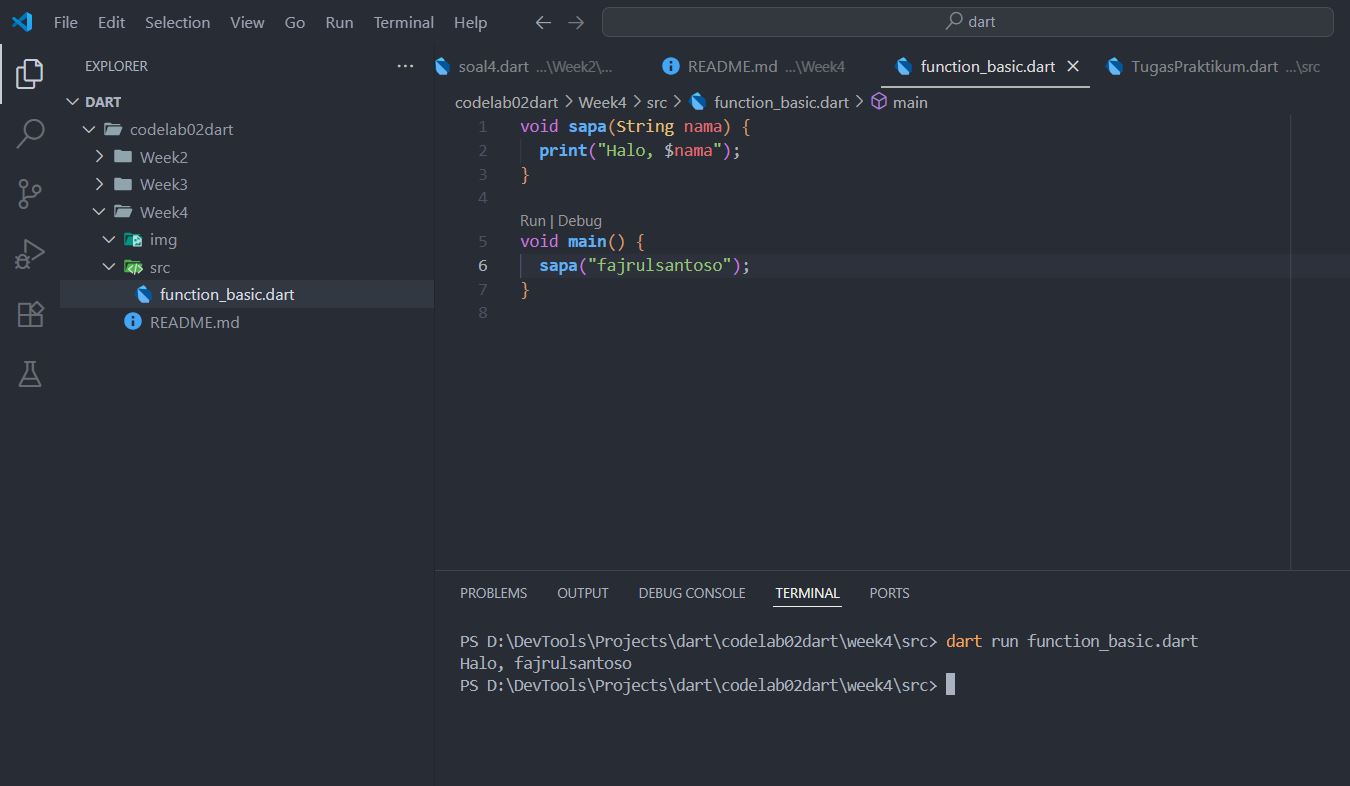 File Edit Selection View Go Run Terminal Help dart
EXPLORER
soal4.dart ...\Week2\... README.md ...\Week4 function_basic.dart TugasPraktikum.dart ...\src
DART
codelab02dart
Week2
Week3
Week4
img
src
function_basic.dart
README.md
codelab02dart > Week4 > src > function_basic.dart > main
1 void sapa(String nama) {
2 print("Halo, $nama");
3 }
4
Run | Debug
5 void main() {
6 sapa("fajrulsantoso");
7 }
8
PROBLEMS OUTPUT DEBUG CONSOLE TERMINAL PORTS
PS D:\DevTools\Projects\dart\codelab02dart\week4\src> dart run function_basic.dart
Halo, fajrulsantoso
PS D:\DevTools\Projects\dart\codelab02dart\week4\src>